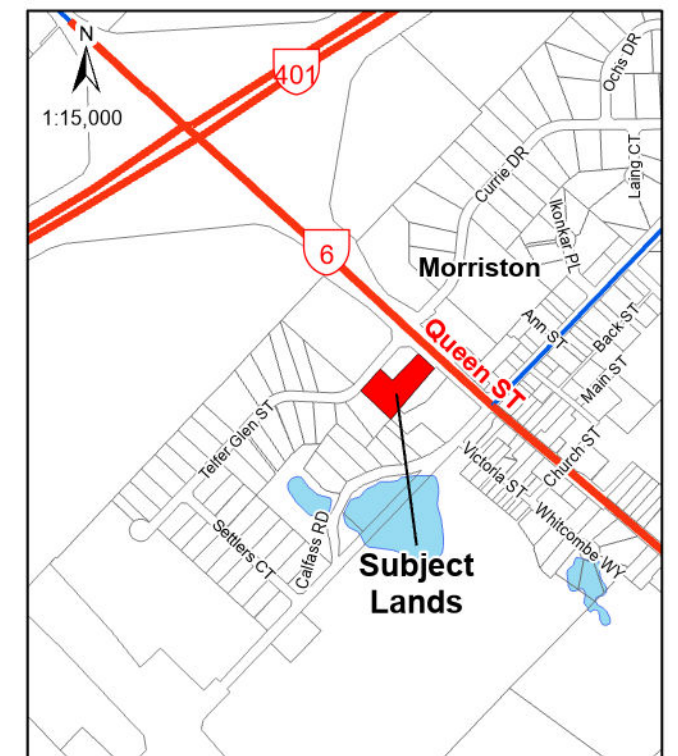 N
1:15,000
401
Ochs DR
Currie DR
Laing CT
Ikonkar PL
6
Morriston
Ann ST
Back ST
Queen ST
Main ST
Telfer Glen ST
Church ST
Victoria ST
Settlers CT
Calfass RD
Whitcombe WY
Subject
Lands